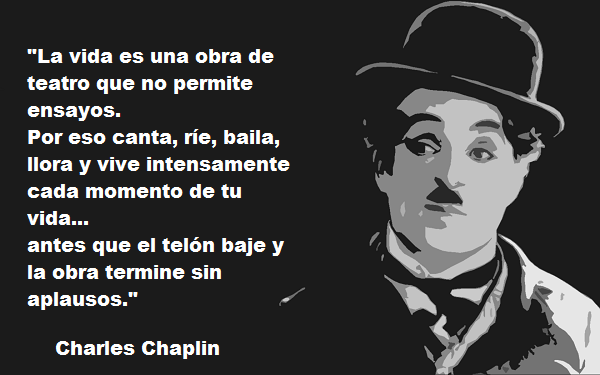 "La vida es una obra de
teatro que no permite
ensayos.
Por eso canta, ríe, baila,
llora y vive intensamente
cada momento de tu
vida...
antes que el telón baje y
la obra termine sin
aplausos."
Charles Chaplin